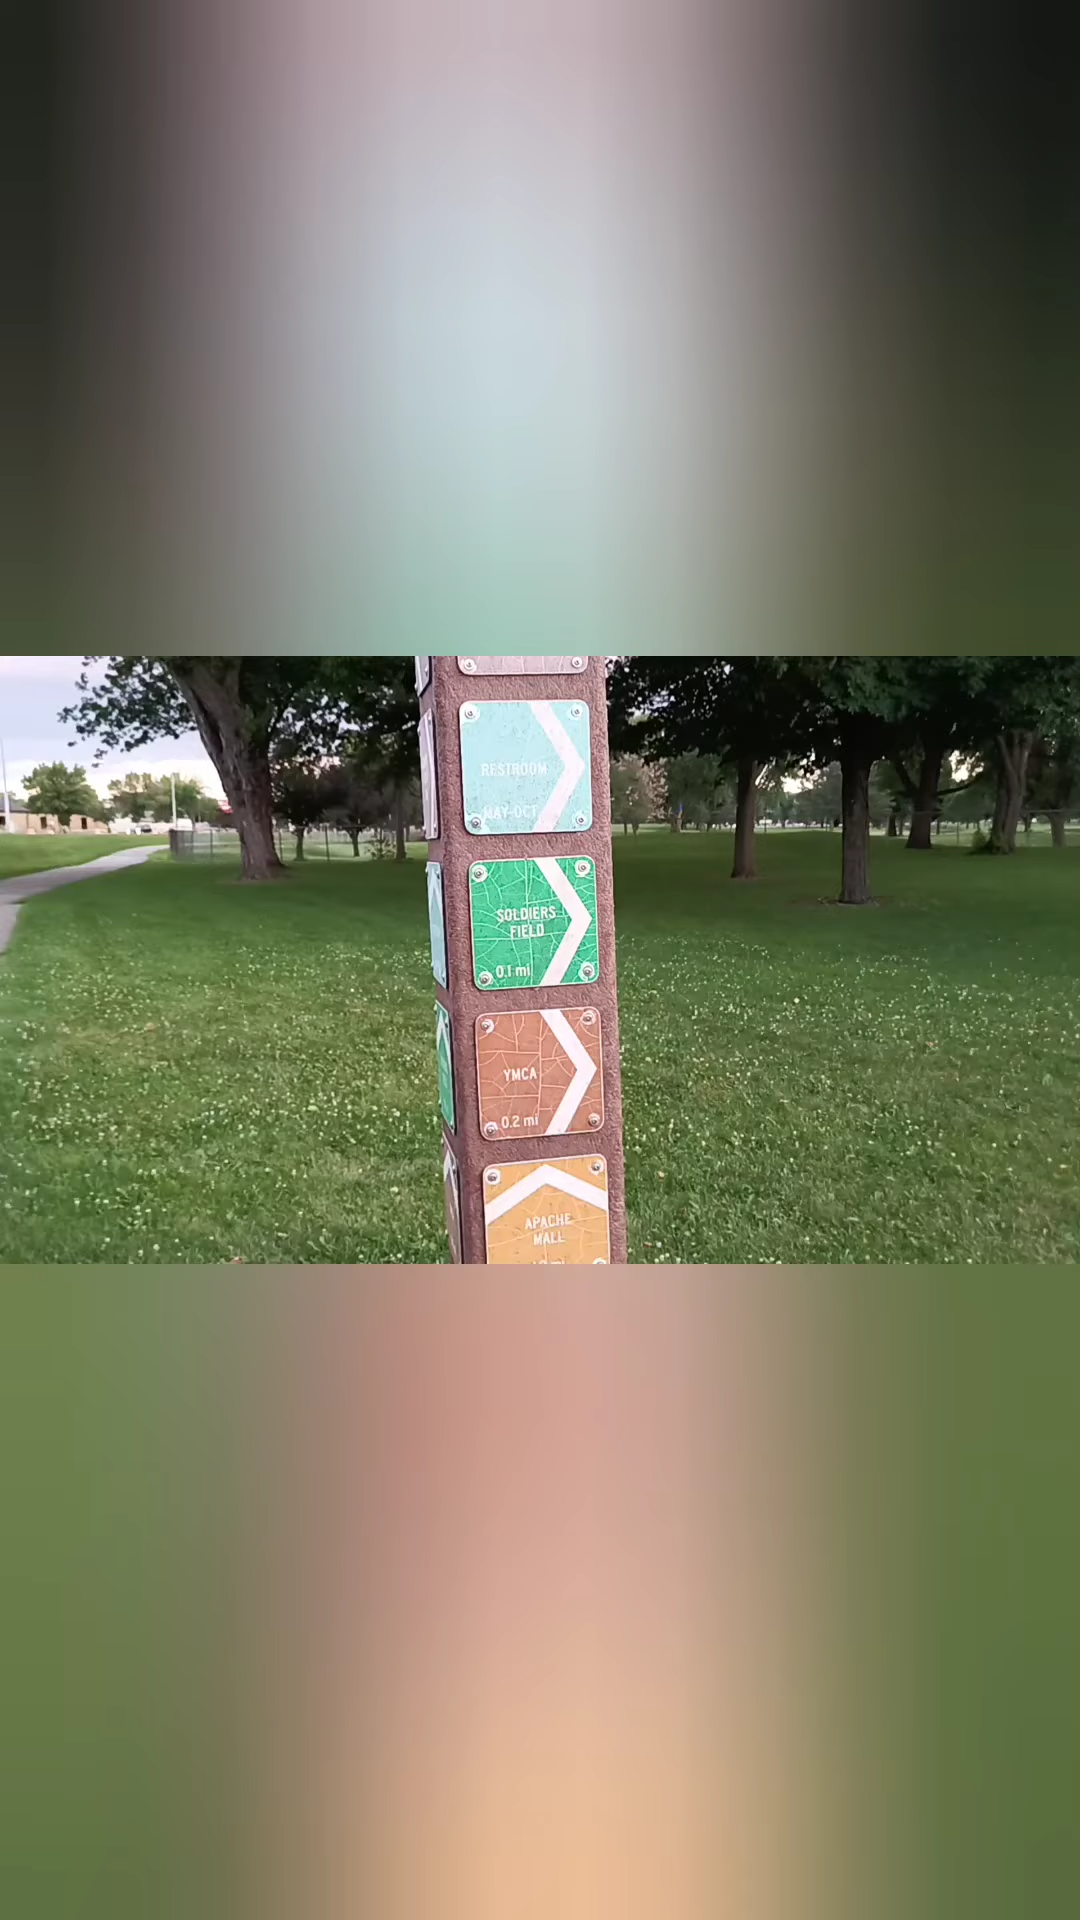 RESTROOM
MAY-OCT
SOLDIERS
FIELD
0.1 mi
YMCA
0.2 mi
APACHE
MALL